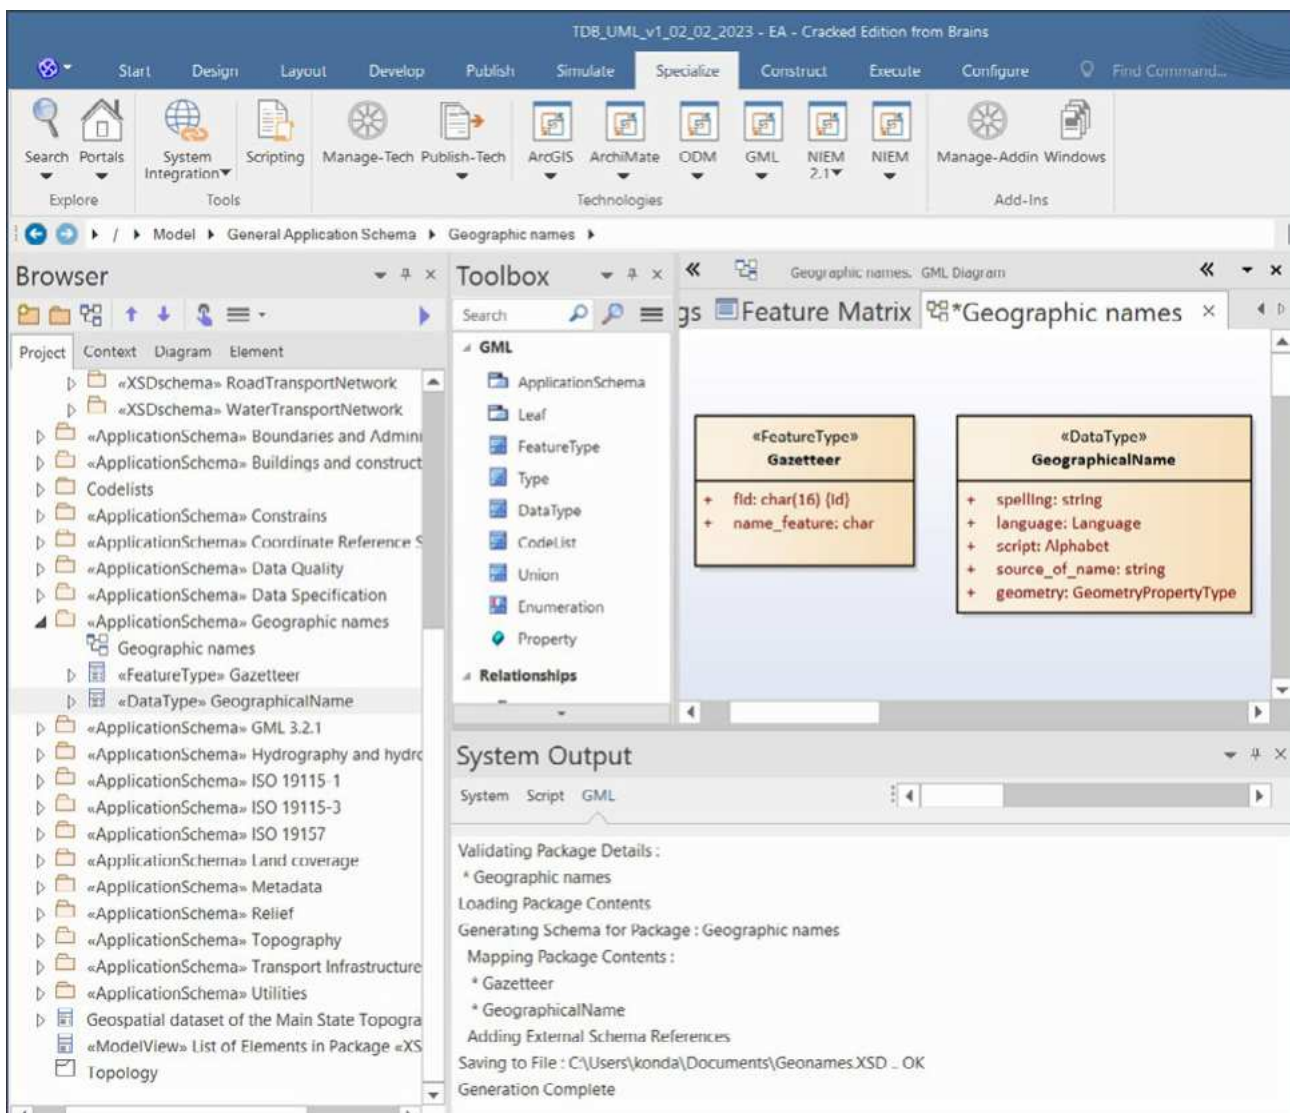 TDB_UML_v1_02_02_2023 - EA - Cracked Edition from Brains
Start Design Layout Develop Publish Simulate Specialize Construct Execute Configure Find Command...
Search Portals System Integration Scripting Manage-Tech Publish-Tech ArcGIS ArchiMate ODM GML NIEM 2.1 NIEM Manage-Addin Windows
Explore Tools Technologies Add-Ins
/ Model General Application Schema Geographic names
Browser
Project Context Diagram Element
«XSDschema» RoadTransportNetwork
«XSDschema» WaterTransportNetwork
«ApplicationSchema» Boundaries and Admini
«ApplicationSchema» Buildings and construct
Codelists
«ApplicationSchema» Constrains
«ApplicationSchema» Coordinate Reference S
«ApplicationSchema» Data Quality
«ApplicationSchema» Data Specification
«ApplicationSchema» Geographic names
Geographic names
«FeatureType» Gazetteer
«DataType» GeographicalName
«ApplicationSchema» GML 3.2.1
«ApplicationSchema» Hydrography and hydro
«ApplicationSchema» ISO 19115-1
«ApplicationSchema» ISO 19115-3
«ApplicationSchema» ISO 19157
«ApplicationSchema» Land coverage
«ApplicationSchema» Metadata
«ApplicationSchema» Relief
«ApplicationSchema» Topography
«ApplicationSchema» Transport Infrastructure
«ApplicationSchema» Utilities
Geospatial dataset of the Main State Topogra
«ModelView» List of Elements in Package «XS
Topology
Toolbox
Search
GML
ApplicationSchema
Leaf
FeatureType
Type
DataType
CodeList
Union
Enumeration
Property
Relationships
Geographic names. GML Diagram
gs Feature Matrix *Geographic names
«FeatureType»
Gazetteer
+ fid: char(16) {id}
+ name_feature: char
«DataType»
GeographicalName
+ spelling: string
+ language: Language
+ script: Alphabet
+ source_of_name: string
+ geometry: GeometryPropertyType
System Output
System Script GML
Validating Package Details :
* Geographic names
Loading Package Contents
Generating Schema for Package : Geographic names
Mapping Package Contents :
* Gazetteer
* GeographicalName
Adding External Schema References
Saving to File : C:\Users\konda\Documents\Geonames.XSD .. OK
Generation Complete